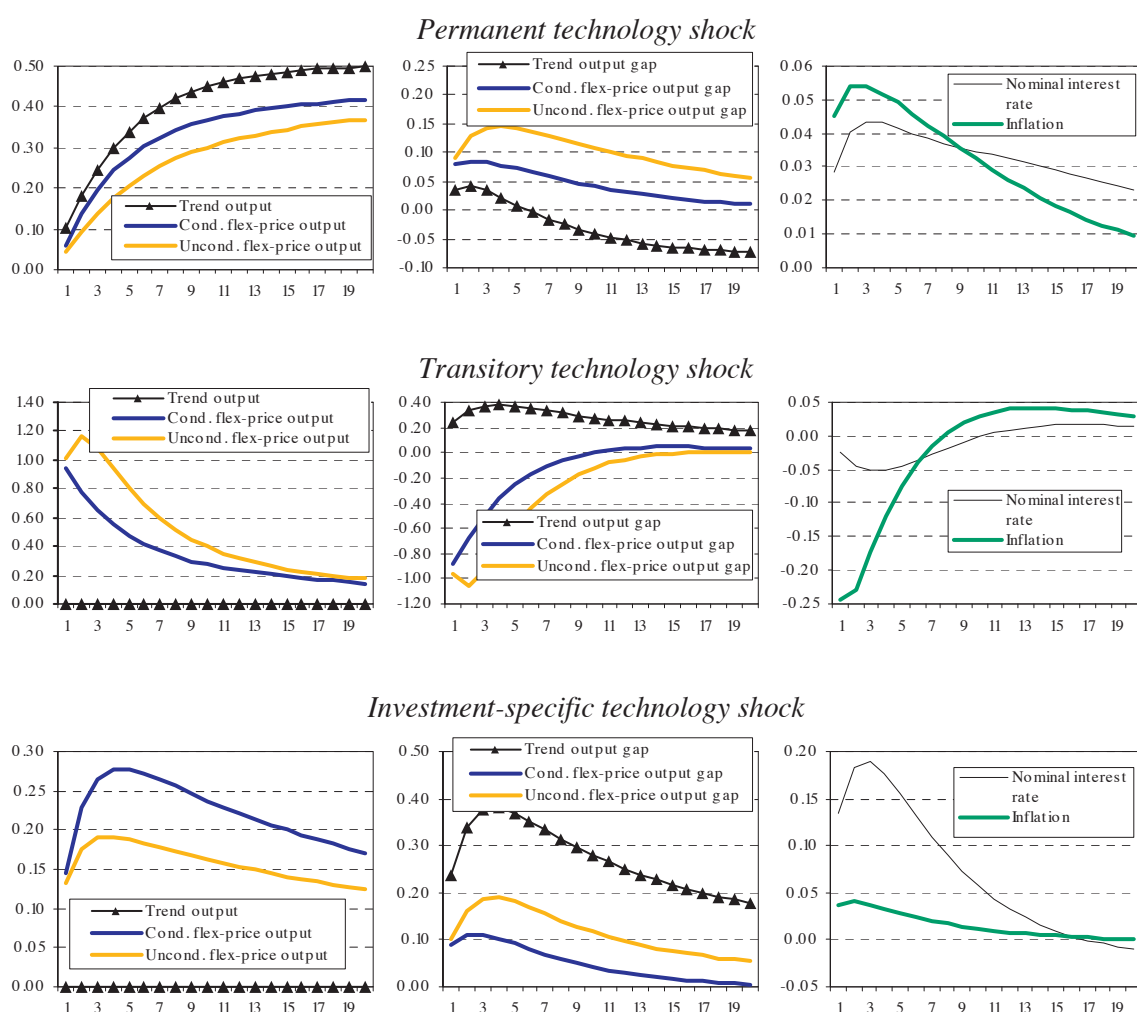 Permanent technology shock
0.50
0.40
0.30
0.20
0.10
0.00
Trend output
Cond. flex-price output
Uncond. flex-price output
1 3 5 7 9 11 13 15 17 19
0.25
0.20
0.15
0.10
0.05
0.00
-0.05
-0.10
Trend output gap
Cond. flex-price output gap
Uncond. flex-price output gap
1 3 5 7 9 11 13 15 17 19
0.06
0.05
0.04
0.03
0.02
0.01
0.00
Nominal interest
rate
Inflation
1 3 5 7 9 11 13 15 17 19
Transitory technology shock
1.40
1.20
1.00
0.80
0.60
0.40
0.20
0.00
Trend output
Cond. flex-price output
Uncond. flex-price output
1 3 5 7 9 11 13 15 17 19
0.40
0.20
0.00
-0.20
-0.40
-0.60
-0.80
-1.00
-1.20
Trend output gap
Cond. flex-price output gap
Uncond. flex-price output gap
1 3 5 7 9 11 13 15 17 19
0.05
0.00
-0.05
-0.10
-0.15
-0.20
-0.25
Nominal interest
rate
Inflation
1 3 5 7 9 11 13 15 17 19
Investment-specific technology shock
0.30
0.25
0.20
0.15
0.10
0.05
0.00
Trend output
Cond. flex-price output
Uncond. flex-price output
1 3 5 7 9 11 13 15 17 19
0.50
0.40
0.30
0.20
0.10
0.00
Trend output gap
Cond. flex-price output gap
Uncond. flex-price output gap
1 3 5 7 9 11 13 15 17 19
0.20
0.15
0.10
0.05
0.00
-0.05
Nominal interest
rate
Inflation
1 3 5 7 9 11 13 15 17 19